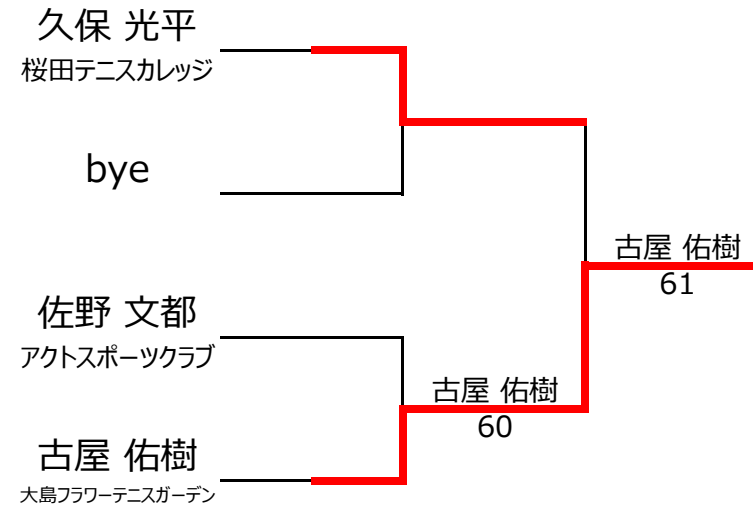 久保 光平
桜田テニスカレッジ
bye
佐野 文都
アクトスポーツクラブ
古屋 佑樹
大島フラワーテニスガーデン
古屋 佑樹
60
古屋 佑樹
61